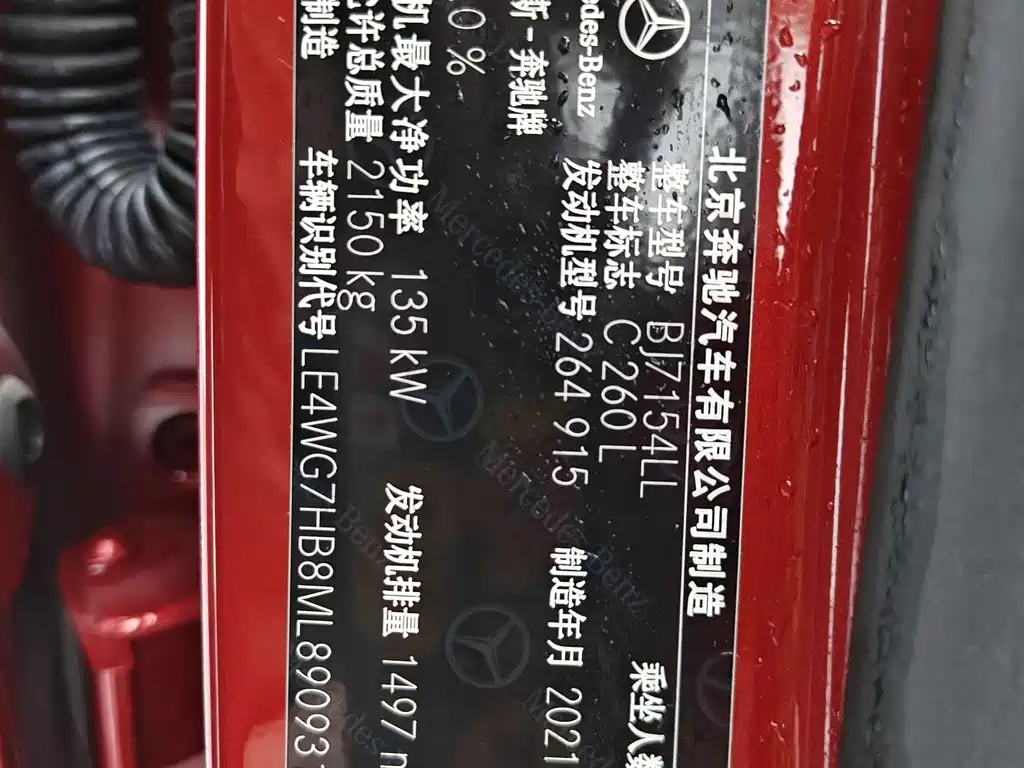 北京奔驰汽车有限公司制造
Mercedes-Benz
整车型号 BJ7154LL 乘坐人数
整车标志 C 260 L
发动机型号 264 915 制造年月 2021
新-奔驰牌
0 %
机最大净功率 135 kW 发动机排量 1497 m
许总质量 2150 kg
制造 车辆识别代号 LE4WG7HB8ML89093
Mercedes-Benz